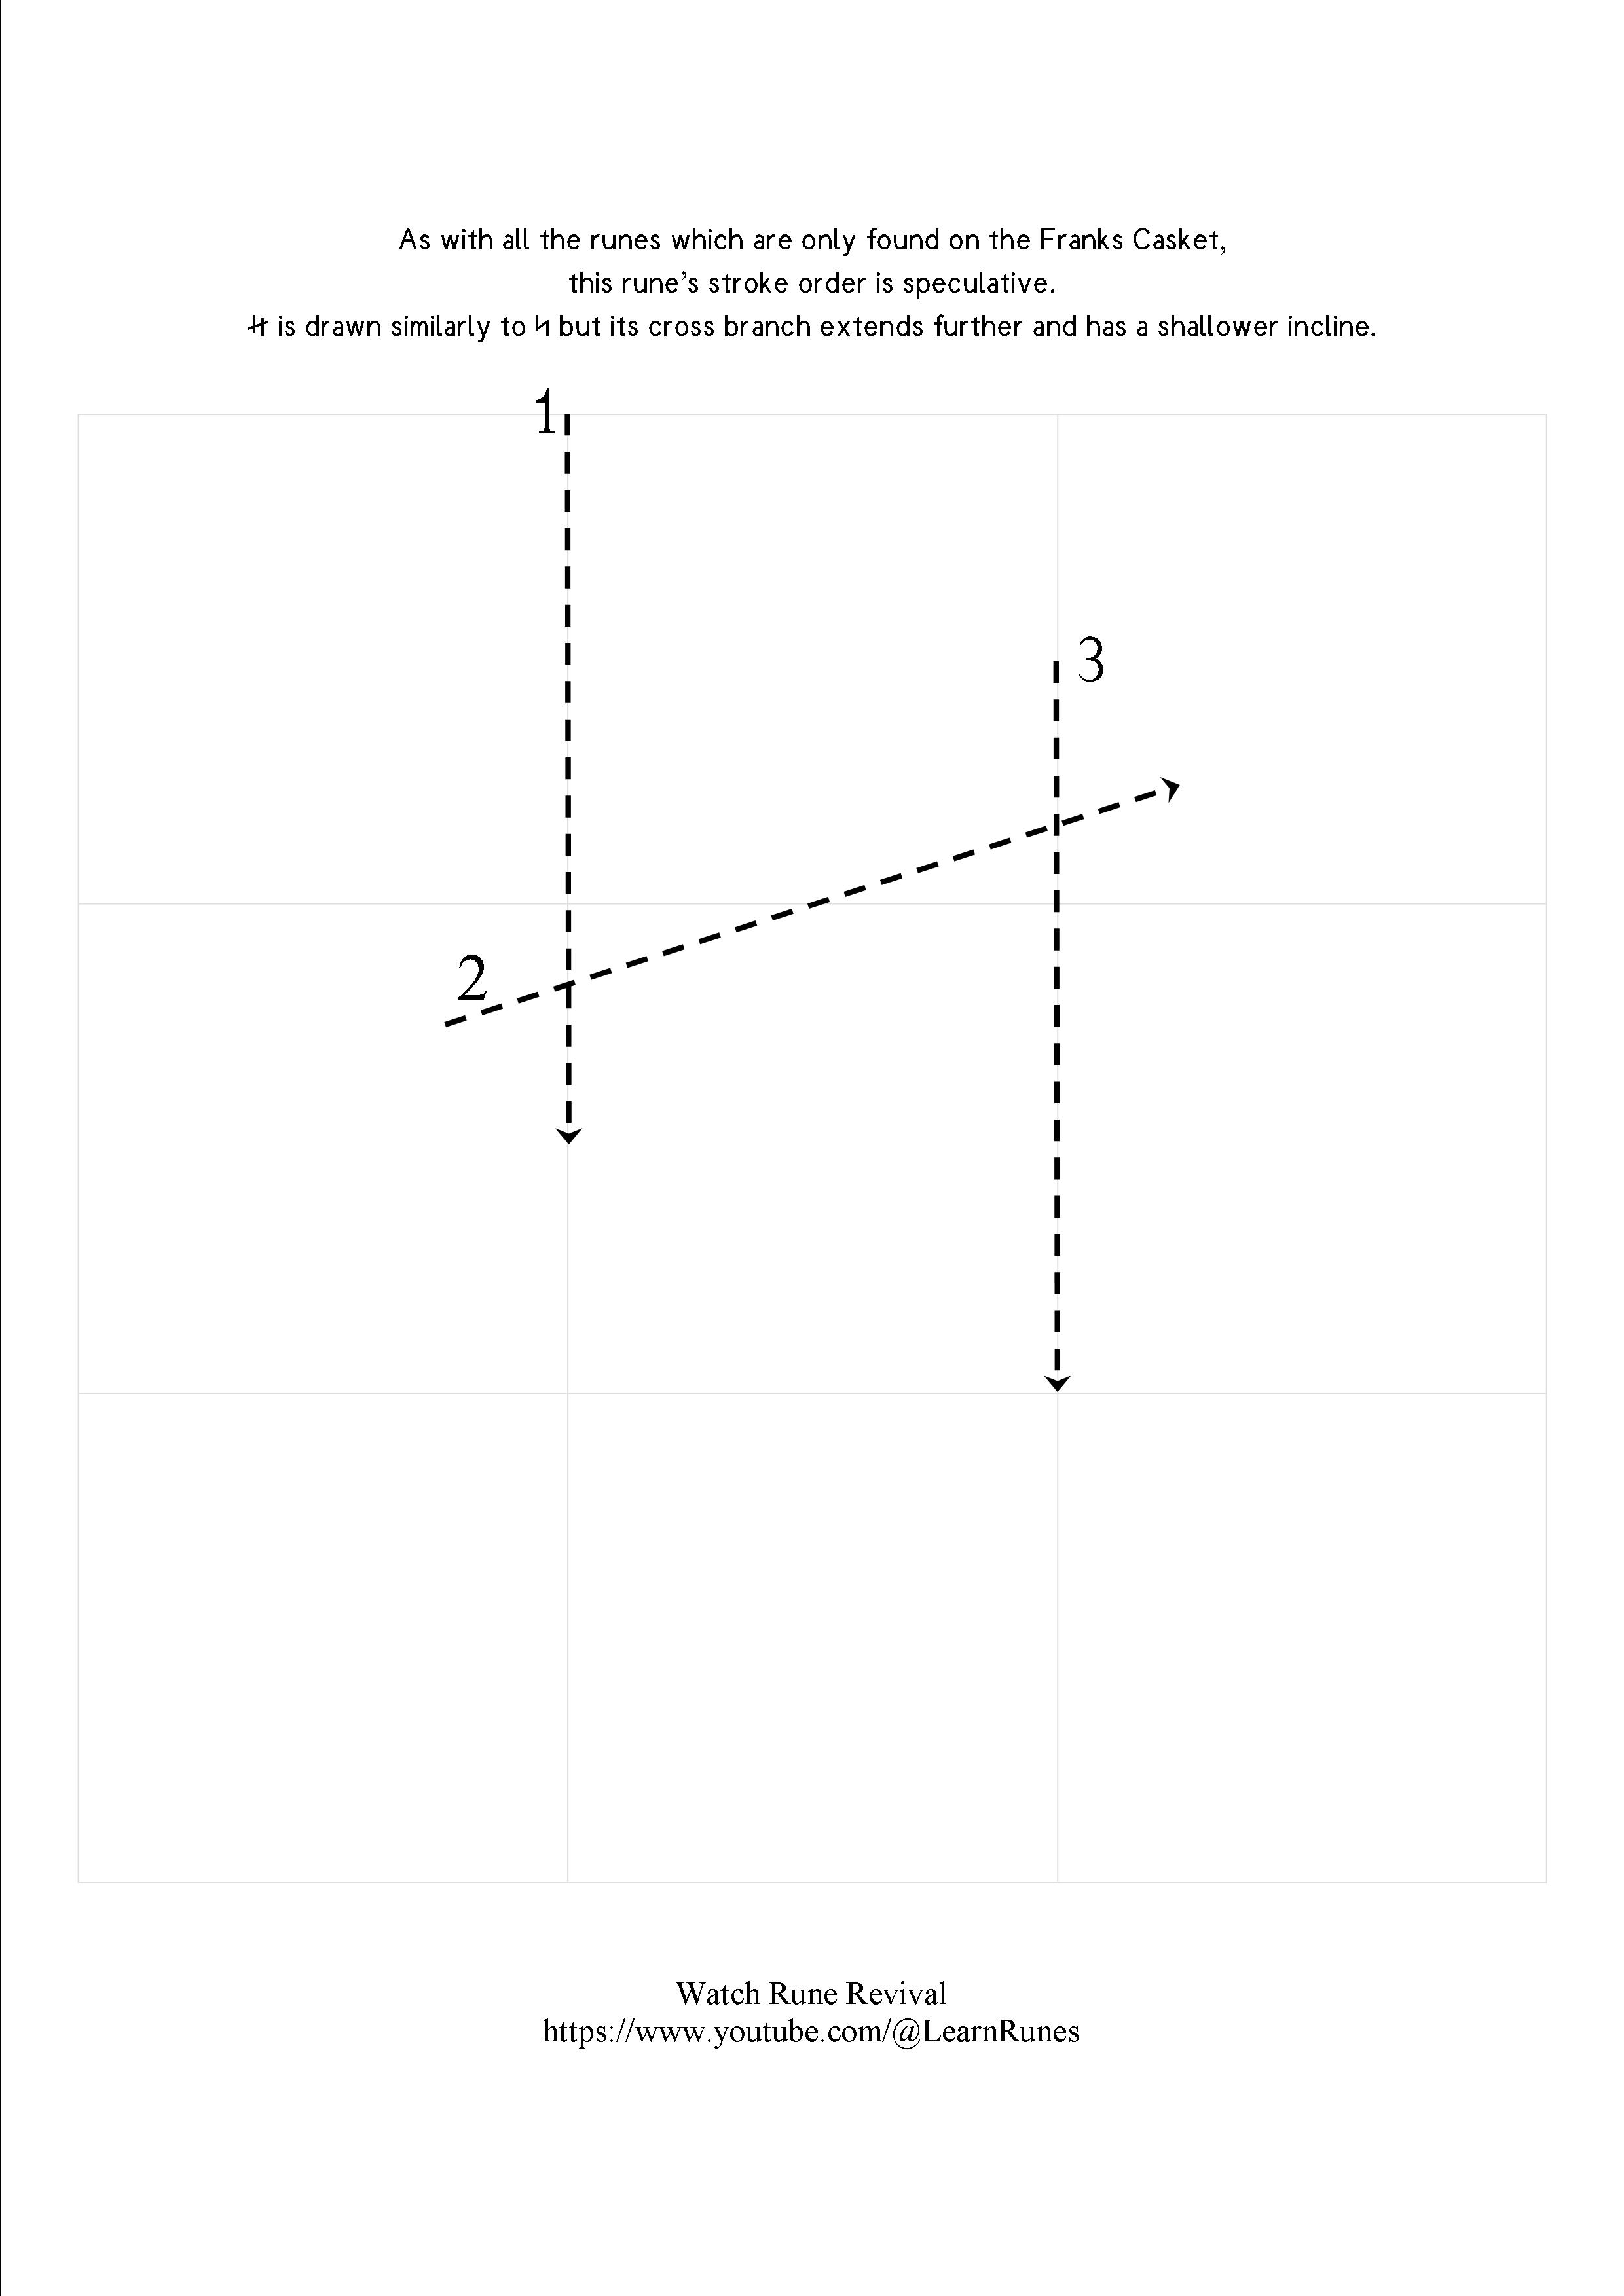 As with all the runes which are only found on the Franks Casket,
this rune’s stroke order is speculative.
ᛵ is drawn similarly to ᛋ but its cross branch extends further and has a shallower incline.
1
3
2
Watch Rune Revival
https://www.youtube.com/@LearnRunes